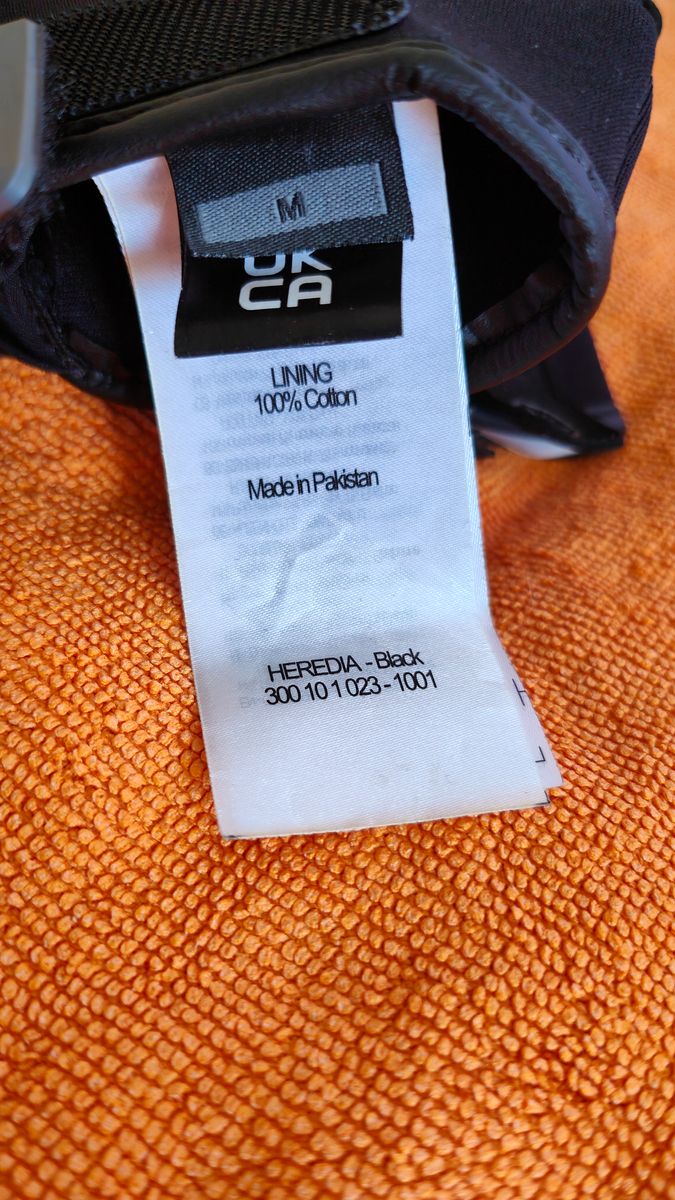 M
UK
CA
LINING
100% Cotton
Made in Pakistan
HEREDIA - Black
300 10 1 023 - 1001